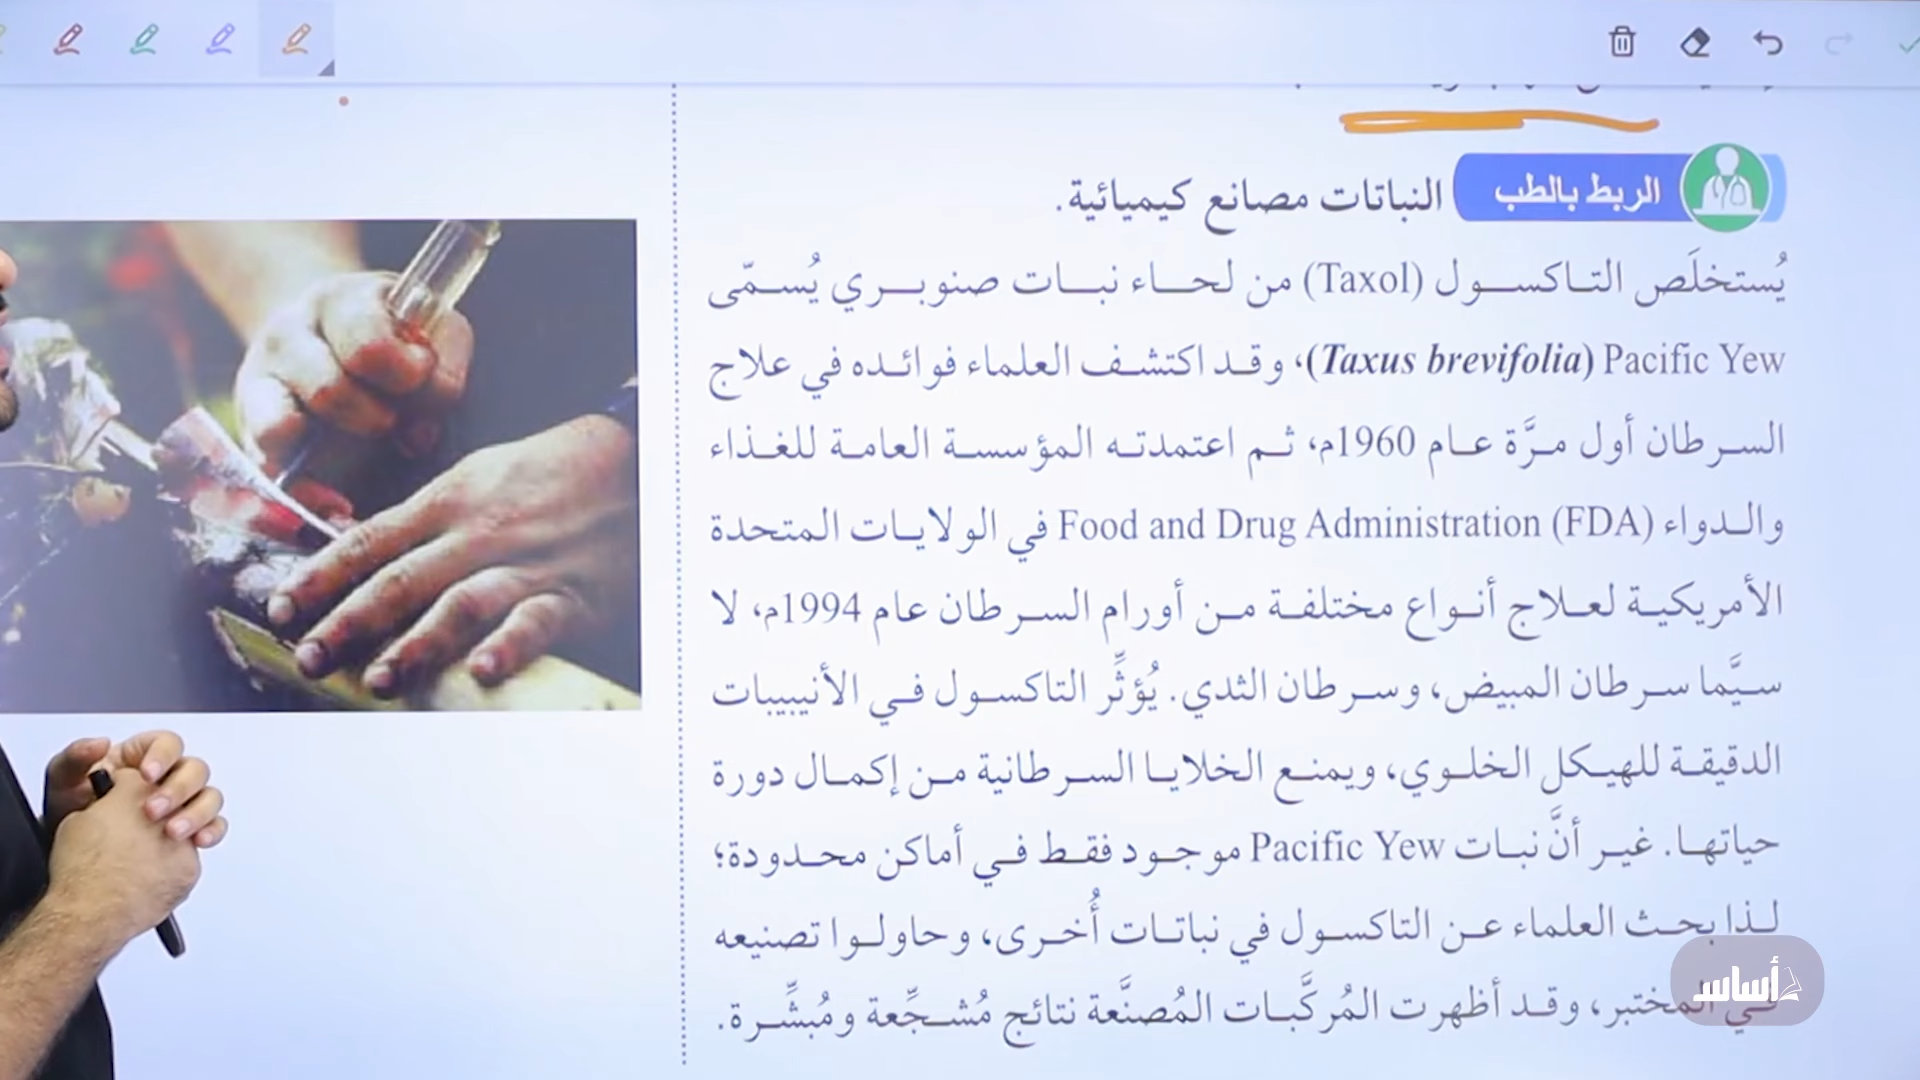 الربط بالطب النباتات مصانع كيميائية.
يُستخلَص التاكسول (Taxol) من لحاء نبات صنوبري يُسمّى
Pacific Yew (Taxus brevifolia)، وقد اكتشف العلماء فوائده في علاج
السرطان أول مرَّة عام 1960م، ثم اعتمدته المؤسسة العامة للغذاء
والدواء Food and Drug Administration (FDA) في الولايات المتحدة
الأمريكية لعلاج أنواع مختلفة من أورام السرطان عام 1994م، لا
سيَّما سرطان المبيض، وسرطان الثدي. يُؤثِّر التاكسول في الأنيبيبات
الدقيقة للهيكل الخلوي، ويمنع الخلايا السرطانية من إكمال دورة
حياتها. غير أنَّ نبات Pacific Yew موجود فقط في أماكن محدودة؛
لذا بحث العلماء عن التاكسول في نباتات أُخرى، وحاولوا تصنيعه
في المختبر، وقد أظهرت المُركَّبات المُصنَّعة نتائج مُشجِّعة ومُبشِّرة.
أساس